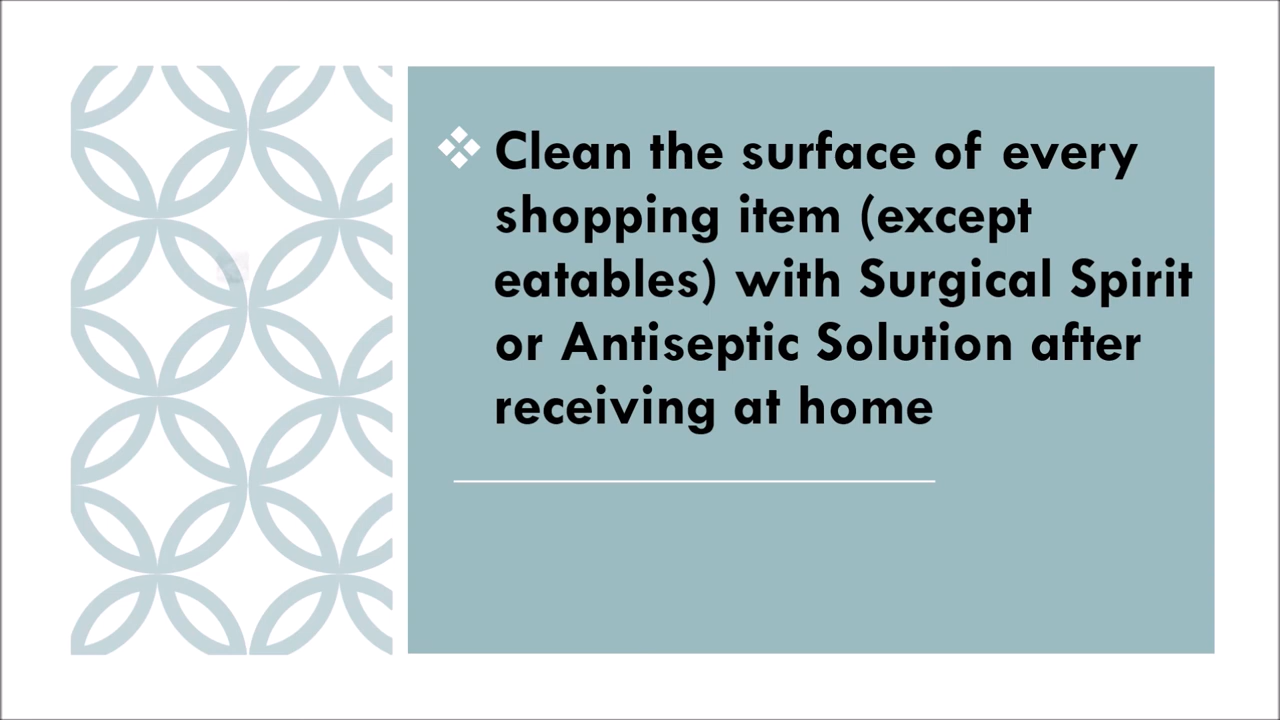 Clean the surface of every
shopping item (except
eatables) with Surgical Spirit
or Antiseptic Solution after
receiving at home